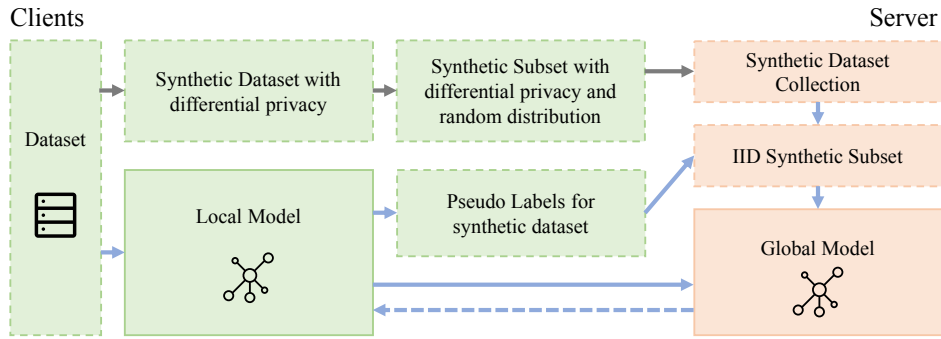 Clients
Server
Dataset
Synthetic Dataset with
differential privacy
Synthetic Subset with
differential privacy and
random distribution
Synthetic Dataset
Collection
IID Synthetic Subset
Local Model
Pseudo Labels for
synthetic dataset
Global Model